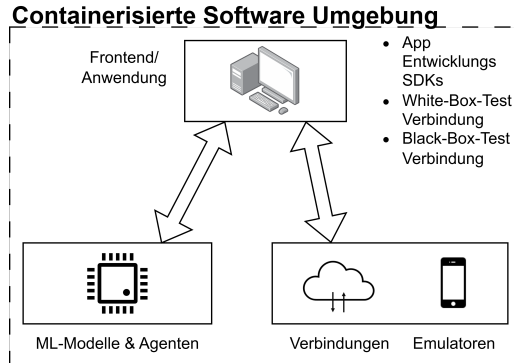 Containerisierte Software Umgebung
Frontend/
Anwendung
• App
Entwicklungs
SDKs
• White-Box-Test
Verbindung
• Black-Box-Test
Verbindung
ML-Modelle & Agenten
Verbindungen
Emulatoren